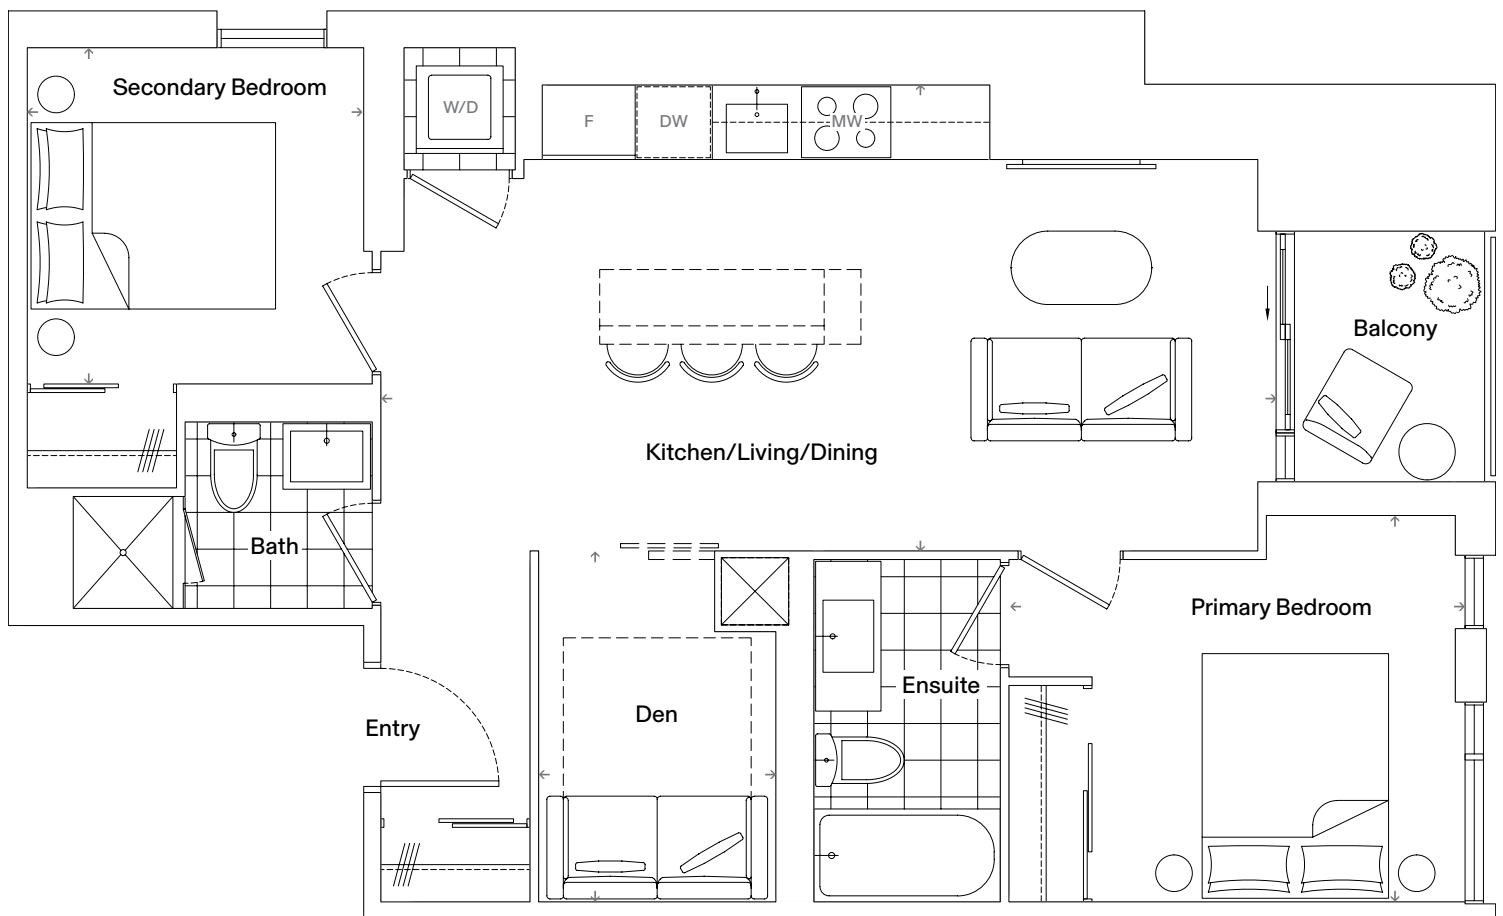 Secondary Bedroom
W/D
F
DW
MW
Balcony
Kitchen/Living/Dining
Bath
Primary Bedroom
Ensuite
Den
Entry